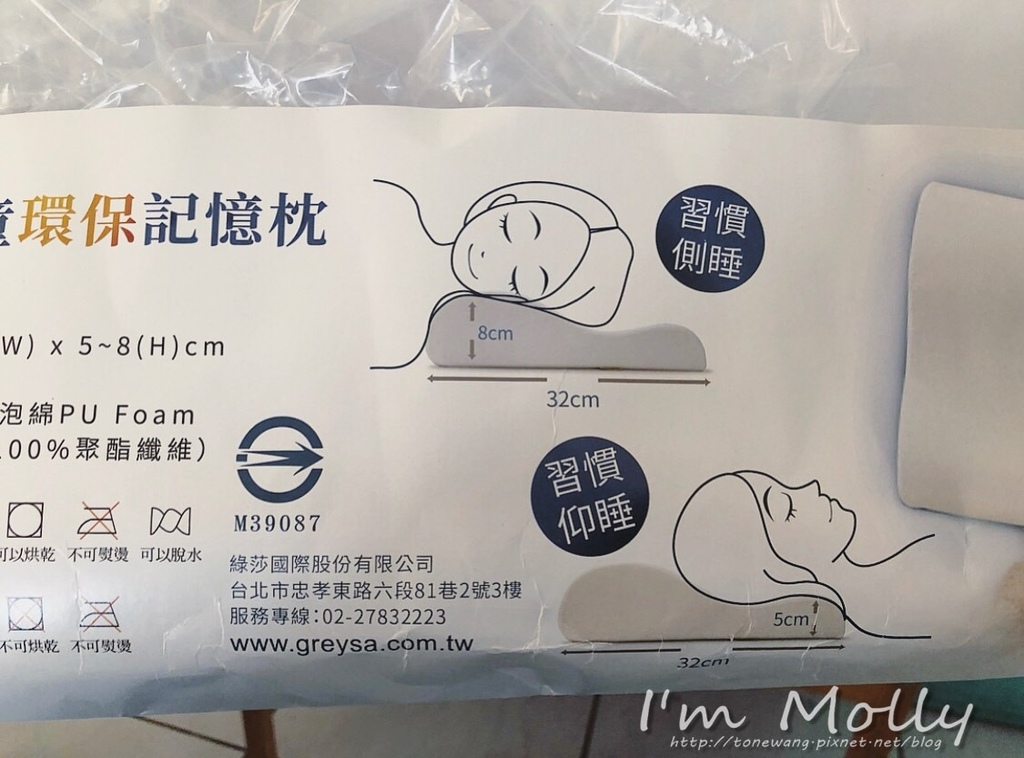 童環保記憶枕
W) x 5~8(H)cm
泡綿PU Foam
100%聚酯纖維)
可以烘乾 不可熨燙 可以脫水
不可烘乾 不可熨燙
M39087
綠莎國際股份有限公司
台北市忠孝東路六段81巷2號3樓
服務專線:02-27832223
www.greysa.com.tw
習慣
側睡
8cm
32cm
習慣
仰睡
5cm
32cm
I'm Molly
http://tonewang.pixnet.net/blog